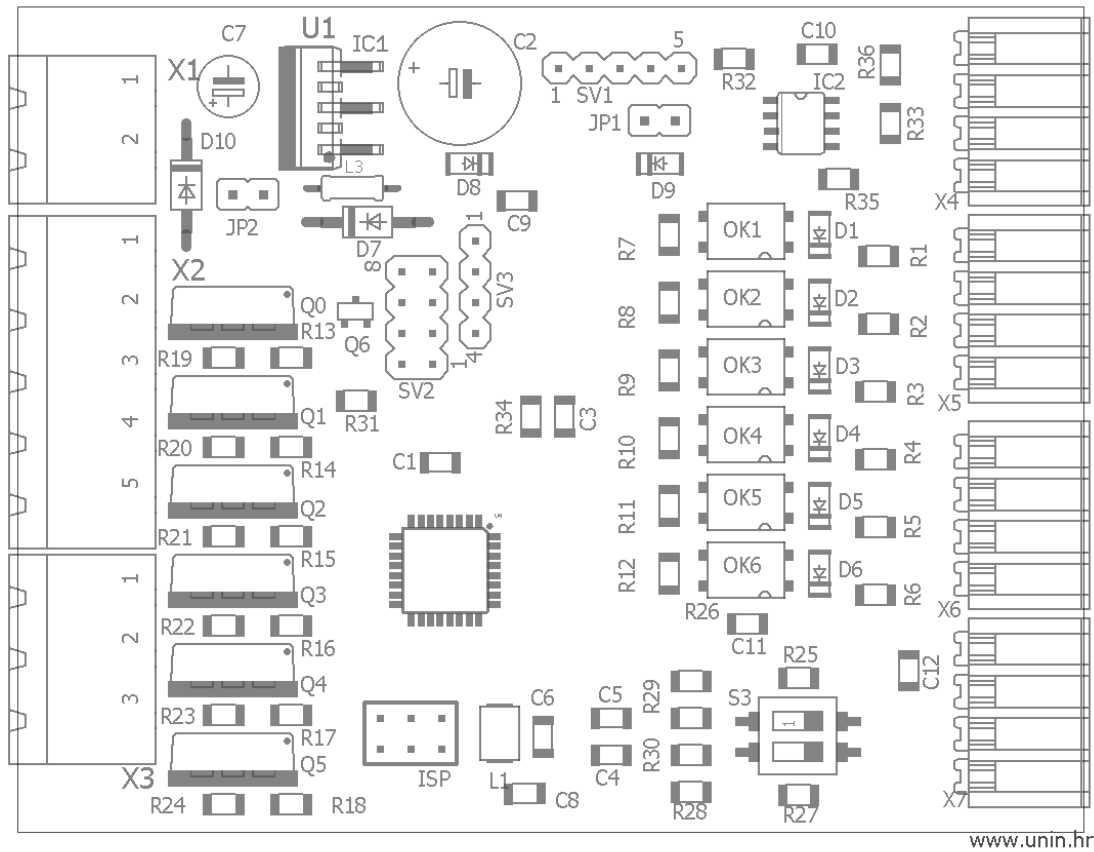 U1
C7
IC1
C2
5
C10
R36
X1
1
R32
IC2
1
SV1
JP1
R33
2
D10
L3
D8
D9
R35
X4
JP2
C9
D7
1
R7
OK1
D1
R1
1
X2
8
SV3
2
Q0
R13
R8
OK2
D2
R2
3
R19
Q6
SV2
1
4
R9
OK3
D3
R3
X5
4
Q1
R31
R34
C3
R10
OK4
D4
R4
R20
R14
C1
5
Q2
R11
OK5
D5
R5
R21
R15
1
Q3
R12
OK6
D6
R6
X6
R22
R26
C11
2
R16
Q4
R25
C12
3
R23
R17
C6
C5
R29
S3
1
X3
Q5
ISP
L1
C4
R30
X7
R24
R18
C8
R28
R27
www.unin.hr